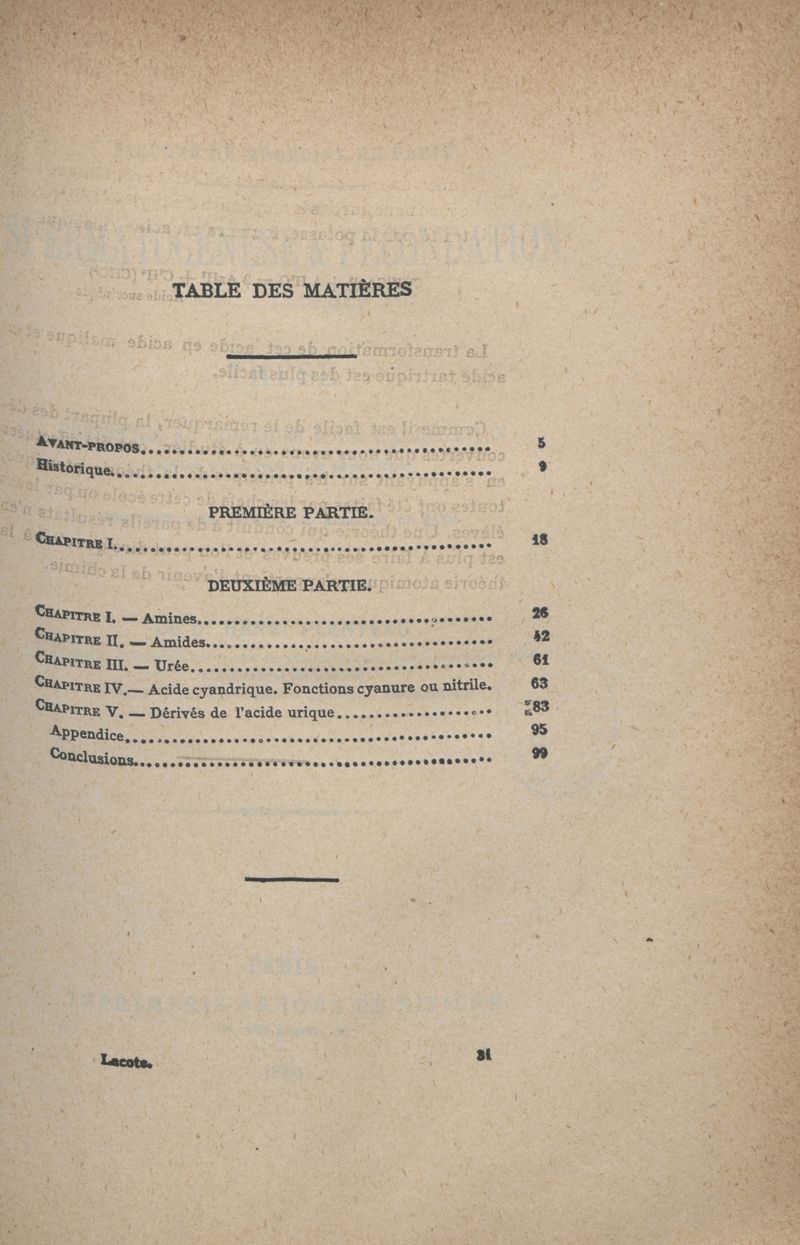 TABLE DES MATIÈRES
AVANT-PROPOS 5
Historique 9
PREMIÈRE PARTIE.
CHAPITRE I. 18
DEUXIÈME PARTIE.
CHAPITRE I. — Amines 26
CHAPITRE II. — Amides 42
CHAPITRE III. — Urée 61
CHAPITRE IV. — Acide cyandrique. Fonctions cyanure ou nitrile. 63
CHAPITRE V. — Dérivés de l'acide urique 83
Appendice 95
Conclusions 99
Lacote.